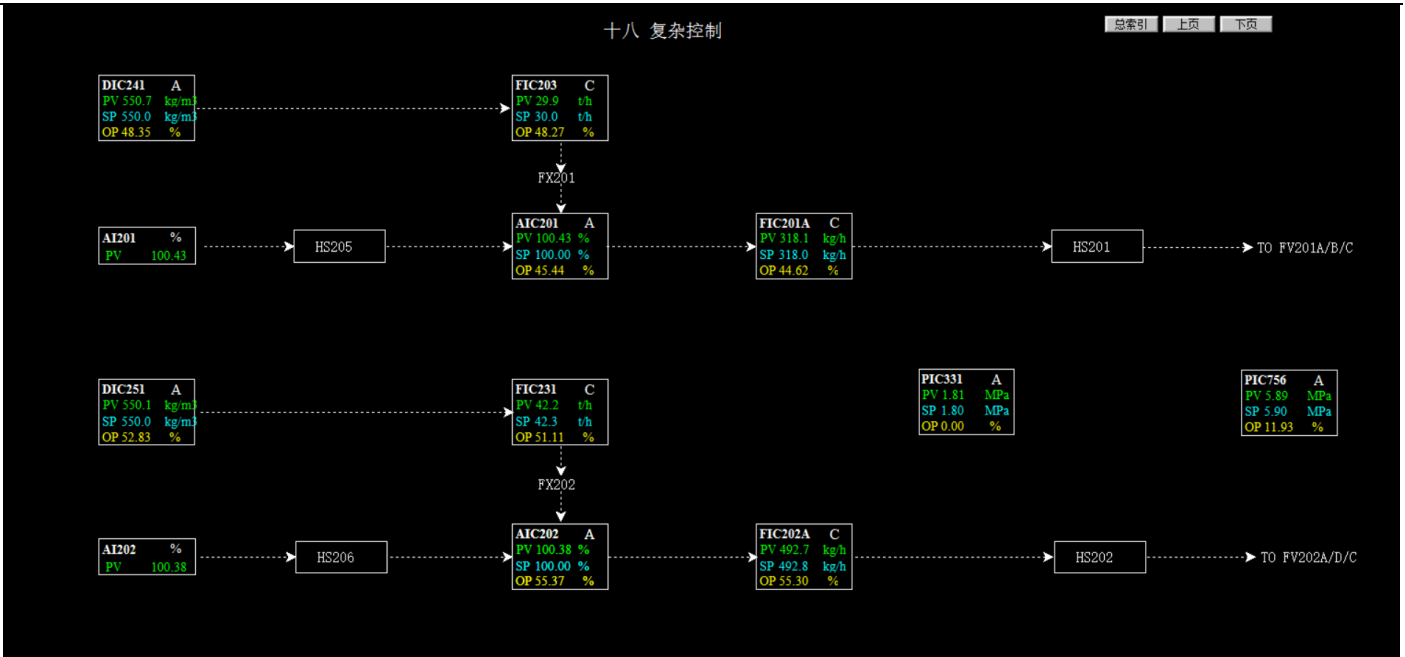 十八 复杂控制
总索引 上页 下页
DIC241 A
PV 550.7 kg/m3
SP 550.0 kg/m3
OP 48.35 %
FIC203 C
PV 29.9 t/h
SP 30.0 t/h
OP 48.27 %
FX201
AI201 %
PV 100.43
HS205
AIC201 A
PV 100.43 %
SP 100.00 %
OP 45.44 %
FIC201A C
PV 318.1 kg/h
SP 318.0 kg/h
OP 44.62 %
HS201
TO FV201A/B/C
DIC251 A
PV 550.1 kg/m3
SP 550.0 kg/m3
OP 52.83 %
FIC231 C
PV 42.2 t/h
SP 42.3 t/h
OP 51.11 %
PIC331 A
PV 1.81 MPa
SP 1.80 MPa
OP 0.00 %
PIC756 A
PV 5.89 MPa
SP 5.90 MPa
OP 11.93 %
FX202
AI202 %
PV 100.38
HS206
AIC202 A
PV 100.38 %
SP 100.00 %
OP 55.37 %
FIC202A C
PV 492.7 kg/h
SP 492.8 kg/h
OP 55.30 %
HS202
TO FV202A/D/C